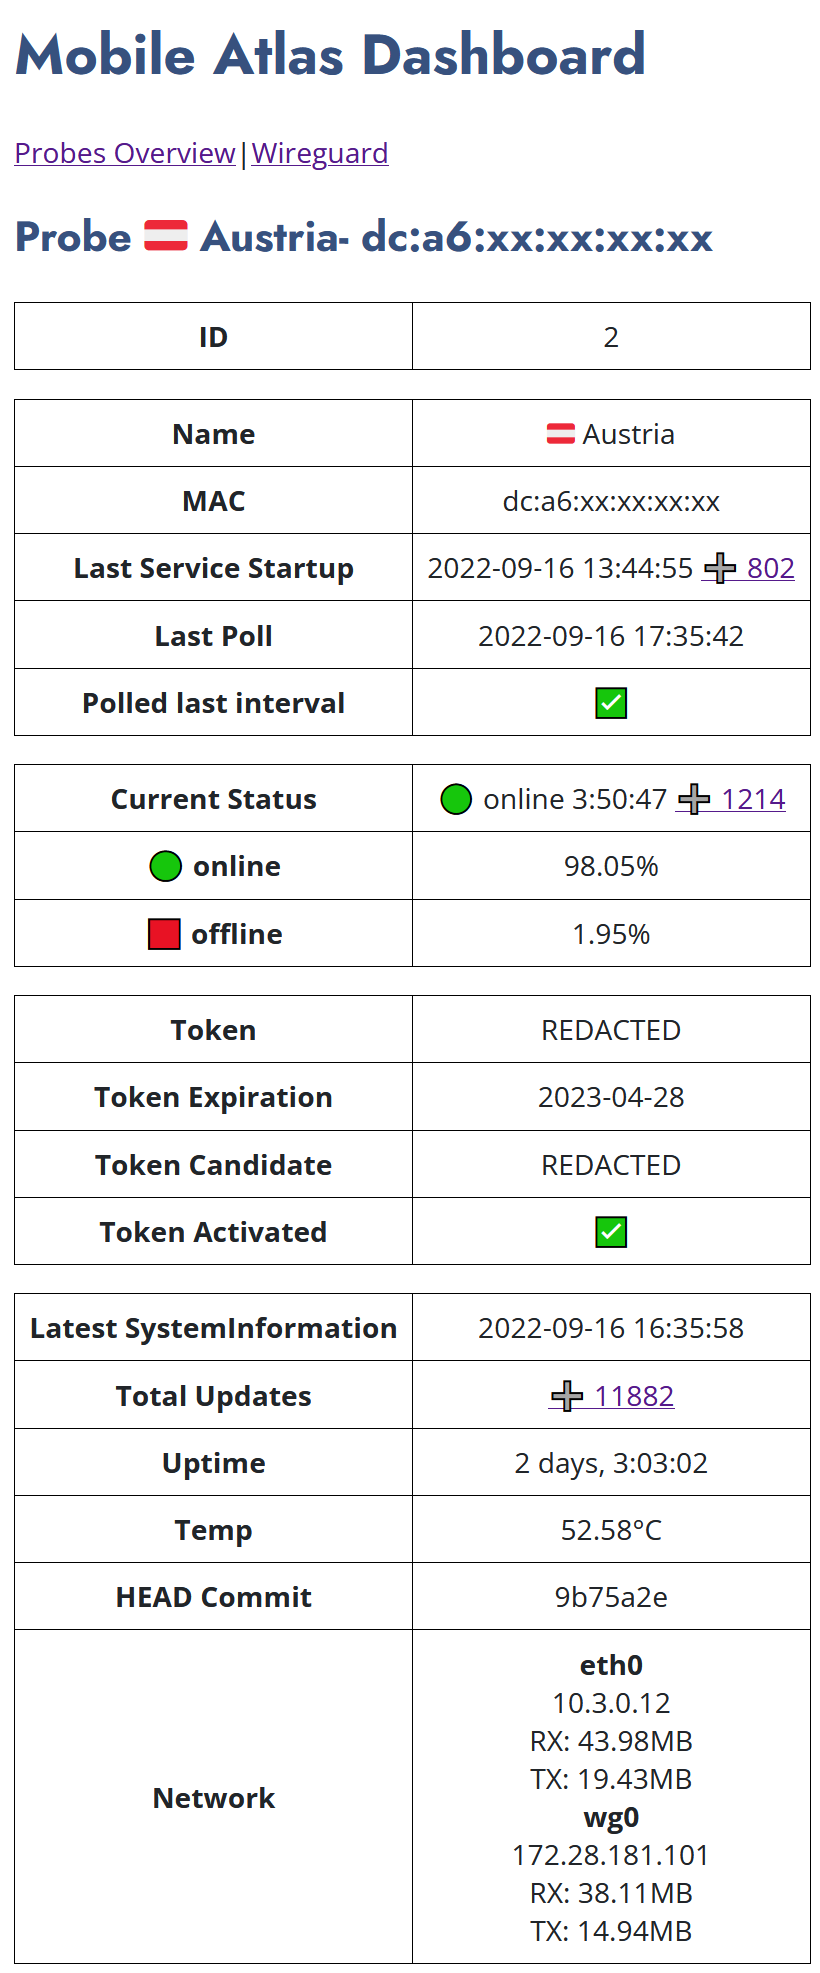 Mobile Atlas Dashboard
Probes Overview|Wireguard
Probe Austria- dc:a6:xx:xx:xx:xx
ID 2
Name Austria
MAC dc:a6:xx:xx:xx:xx
Last Service Startup 2022-09-16 13:44:55 802
Last Poll 2022-09-16 17:35:42
Polled last interval
Current Status online 3:50:47 1214
online 98.05%
offline 1.95%
Token REDACTED
Token Expiration 2023-04-28
Token Candidate REDACTED
Token Activated
Latest SystemInformation 2022-09-16 16:35:58
Total Updates 11882
Uptime 2 days, 3:03:02
Temp 52.58°C
HEAD Commit 9b75a2e
Network
eth0
10.3.0.12
RX: 43.98MB
TX: 19.43MB
wg0
172.28.181.101
RX: 38.11MB
TX: 14.94MB